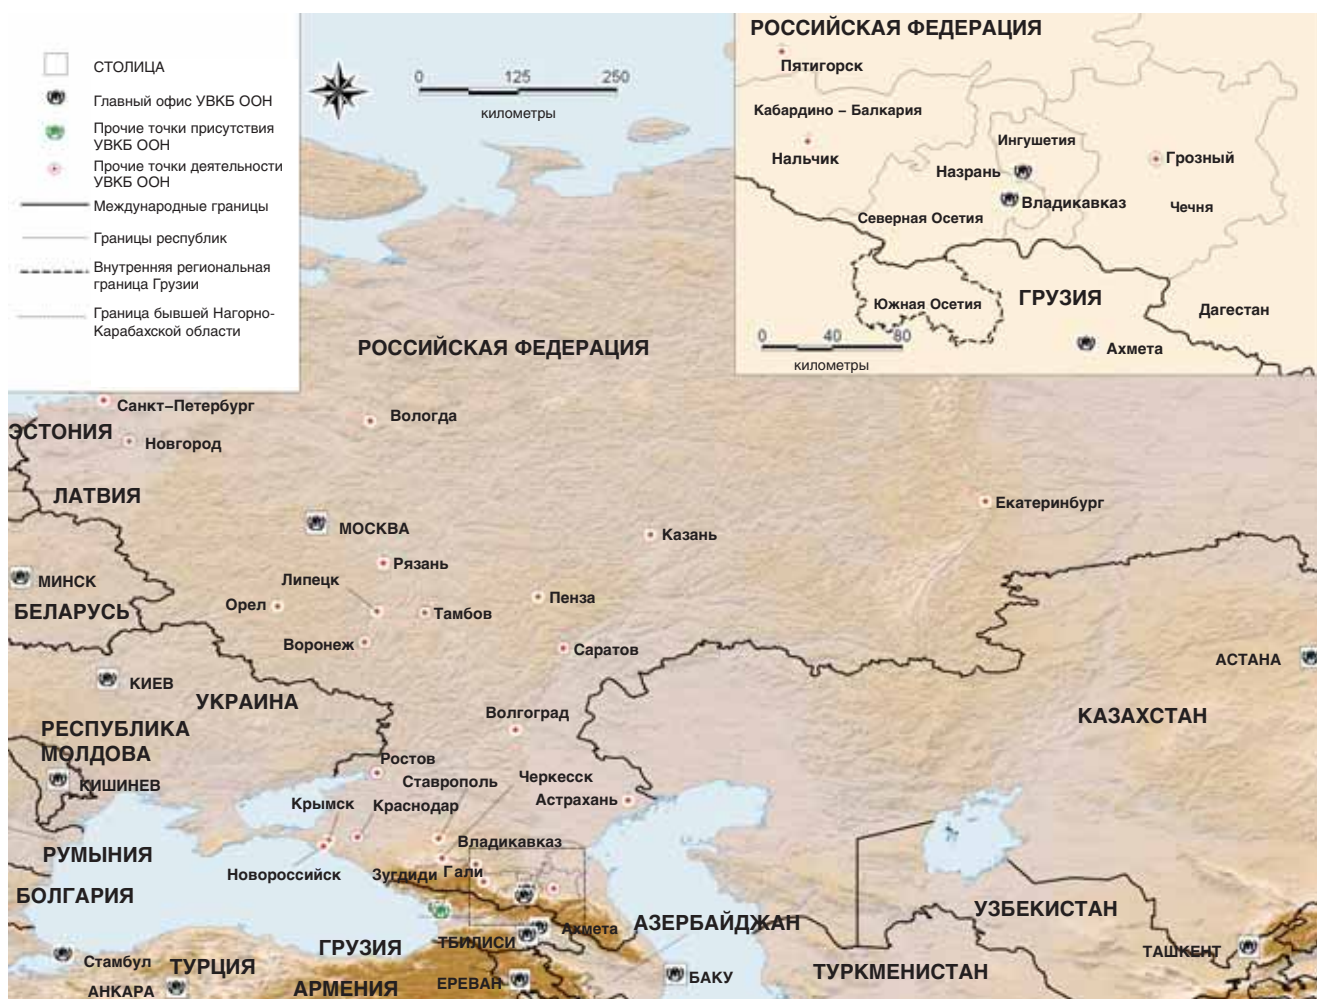 СТОЛИЦА
Главный офис УВКБ ООН
Прочие точки присутствия
УВКБ ООН
Прочие точки деятельности
УВКБ ООН
Международные границы
Границы республик
Внутренняя региональная
граница Грузии
Граница бывшей Нагорно-
Карабахской области
0 125 250
километры
РОССИЙСКАЯ ФЕДЕРАЦИЯ
Пятигорск
Кабардино – Балкария
Нальчик
Ингушетия
Назрань
Грозный
Владикавказ
Чечня
Северная Осетия
Южная Осетия
ГРУЗИЯ
Дагестан
0 40 80
километры
Ахмета
РОССИЙСКАЯ ФЕДЕРАЦИЯ
Санкт–Петербург
Вологда
ЭСТОНИЯ
Новгород
ЛАТВИЯ
Екатеринбург
МОСКВА
Казань
Рязань
Липецк
МИНСК
Орел
Пенза
БЕЛАРУСЬ
Тамбов
Воронеж
Саратов
АСТАНА
КИЕВ
УКРАИНА
Волгоград
КАЗАХСТАН
РЕСПУБЛИКА
МОЛДОВА
Ростов
Ставрополь
Черкесск
КИШИНЕВ
Крымск
Краснодар
Астрахань
Владикавказ
РУМЫНИЯ
Новороссийск
Зугдиди
Гали
БОЛГАРИЯ
УЗБЕКИСТАН
АЗЕРБАЙДЖАН
Ахмета
ТБИЛИСИ
ГРУЗИЯ
ТАШКЕНТ
Стамбул
ТУРЦИЯ
ТУРКМЕНИСТАН
БАКУ
ЕРЕВАН
АРМЕНИЯ
АНКАРА